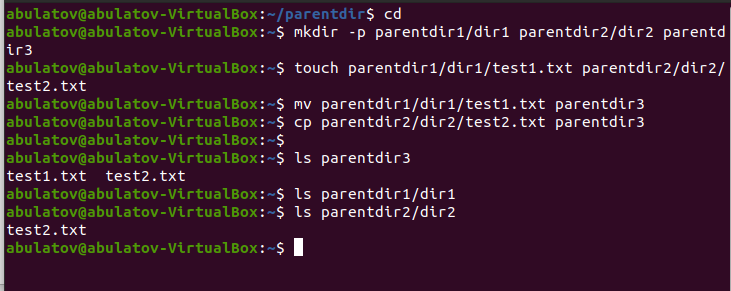 abulatov@abulatov-VirtualBox:~/parentdir$ cd
abulatov@abulatov-VirtualBox:~$ mkdir -p parentdir1/dir1 parentdir2/dir2 parentd
ir3
abulatov@abulatov-VirtualBox:~$ touch parentdir1/dir1/test1.txt parentdir2/dir2/
test2.txt
abulatov@abulatov-VirtualBox:~$ mv parentdir1/dir1/test1.txt parentdir3
abulatov@abulatov-VirtualBox:~$ cp parentdir2/dir2/test2.txt parentdir3
abulatov@abulatov-VirtualBox:~$
abulatov@abulatov-VirtualBox:~$ ls parentdir3
test1.txt  test2.txt
abulatov@abulatov-VirtualBox:~$ ls parentdir1/dir1
abulatov@abulatov-VirtualBox:~$ ls parentdir2/dir2
test2.txt
abulatov@abulatov-VirtualBox:~$